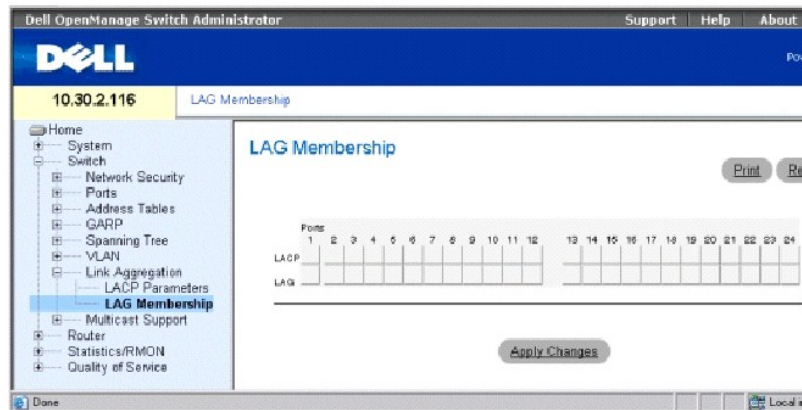 Dell OpenManage Switch Administrator
Support Help About
DELL
10.30.2.116
LAG Membership
Home
System
Switch
Network Security
Ports
Address Tables
GARP
Spanning Tree
VLAN
Link Aggregation
LACP Parameters
LAG Membership
Multicast Support
Router
Statistics/RMON
Quality of Service
LAG Membership
Print
Ports
1 2 3 4 5 6 7 8 9 10 11 12 13 14 15 16 17 18 19 20 21 22 23 24
LACP
LAG
Apply Changes
Done
Local